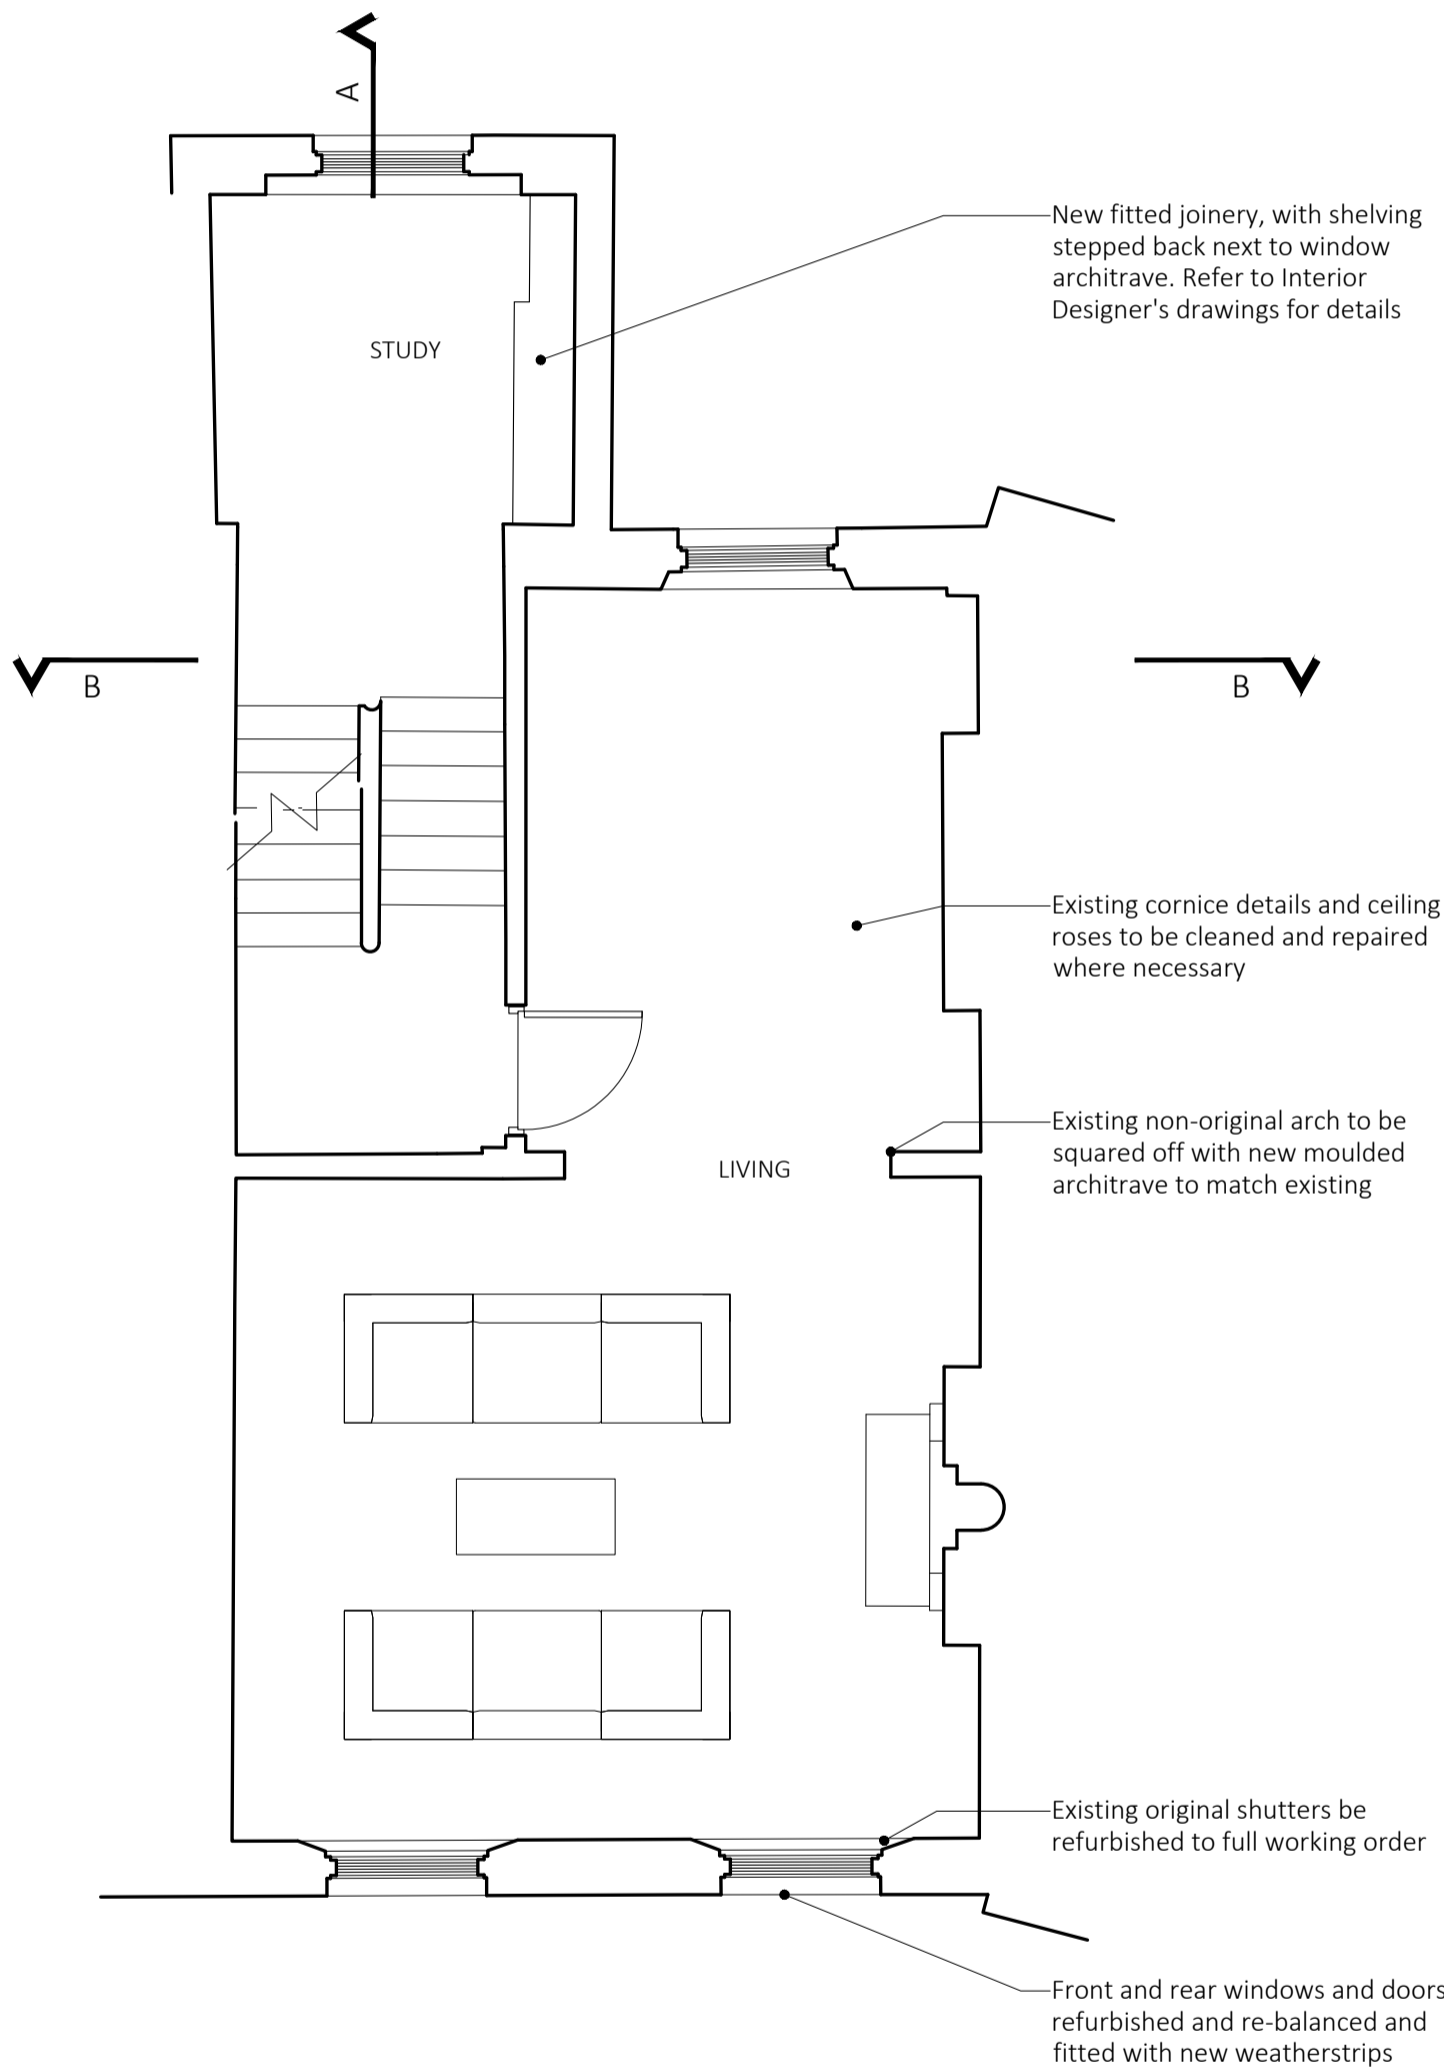 A
New fitted joinery, with shelving
stepped back next to window
architrave. Refer to Interior
Designer's drawings for details
STUDY
B
B
Existing cornice details and ceiling
roses to be cleaned and repaired
where necessary
Existing non-original arch to be
squared off with new moulded
architrave to match existing
LIVING
Existing original shutters be
refurbished to full working order
Front and rear windows and doors
refurbished and re-balanced and
fitted with new weatherstrips